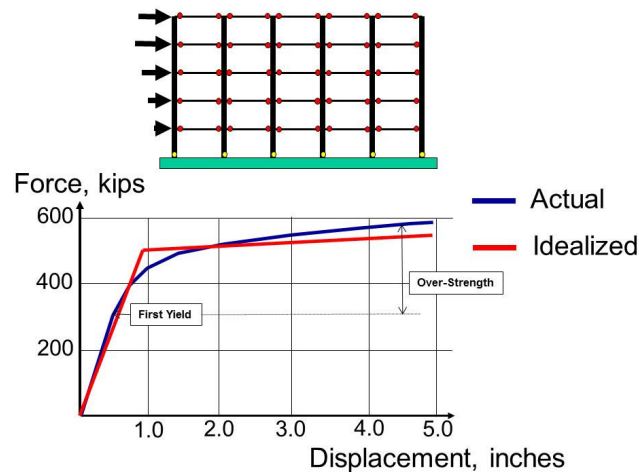 Force, kips
600
400
200
First Yield
Over-Strength
Actual
Idealized
1.0
2.0
3.0
4.0
5.0
Displacement, inches